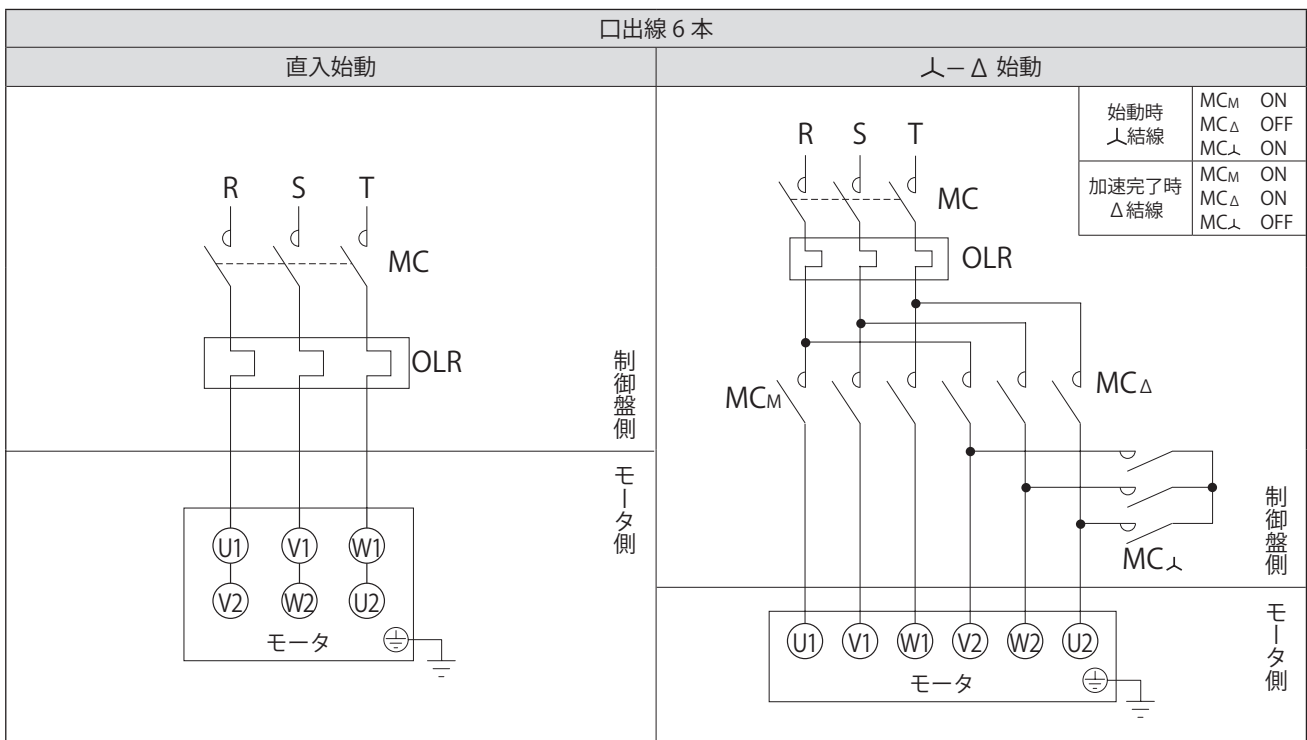 口出線 6 本
直入始動
R S T
MC
OLR
制御盤側
モータ側
U1 V1 W1
V2 W2 U2
モータ
人− Δ 始動
始動時
人結線
MCM ON
MCΔ OFF
MC人 ON
加速完了時
Δ結線
MCM ON
MCΔ ON
MC人 OFF
R S T
MC
OLR
MCM
MCΔ
MC人
制御盤側
モータ側
U1 V1 W1 V2 W2 U2
モータ